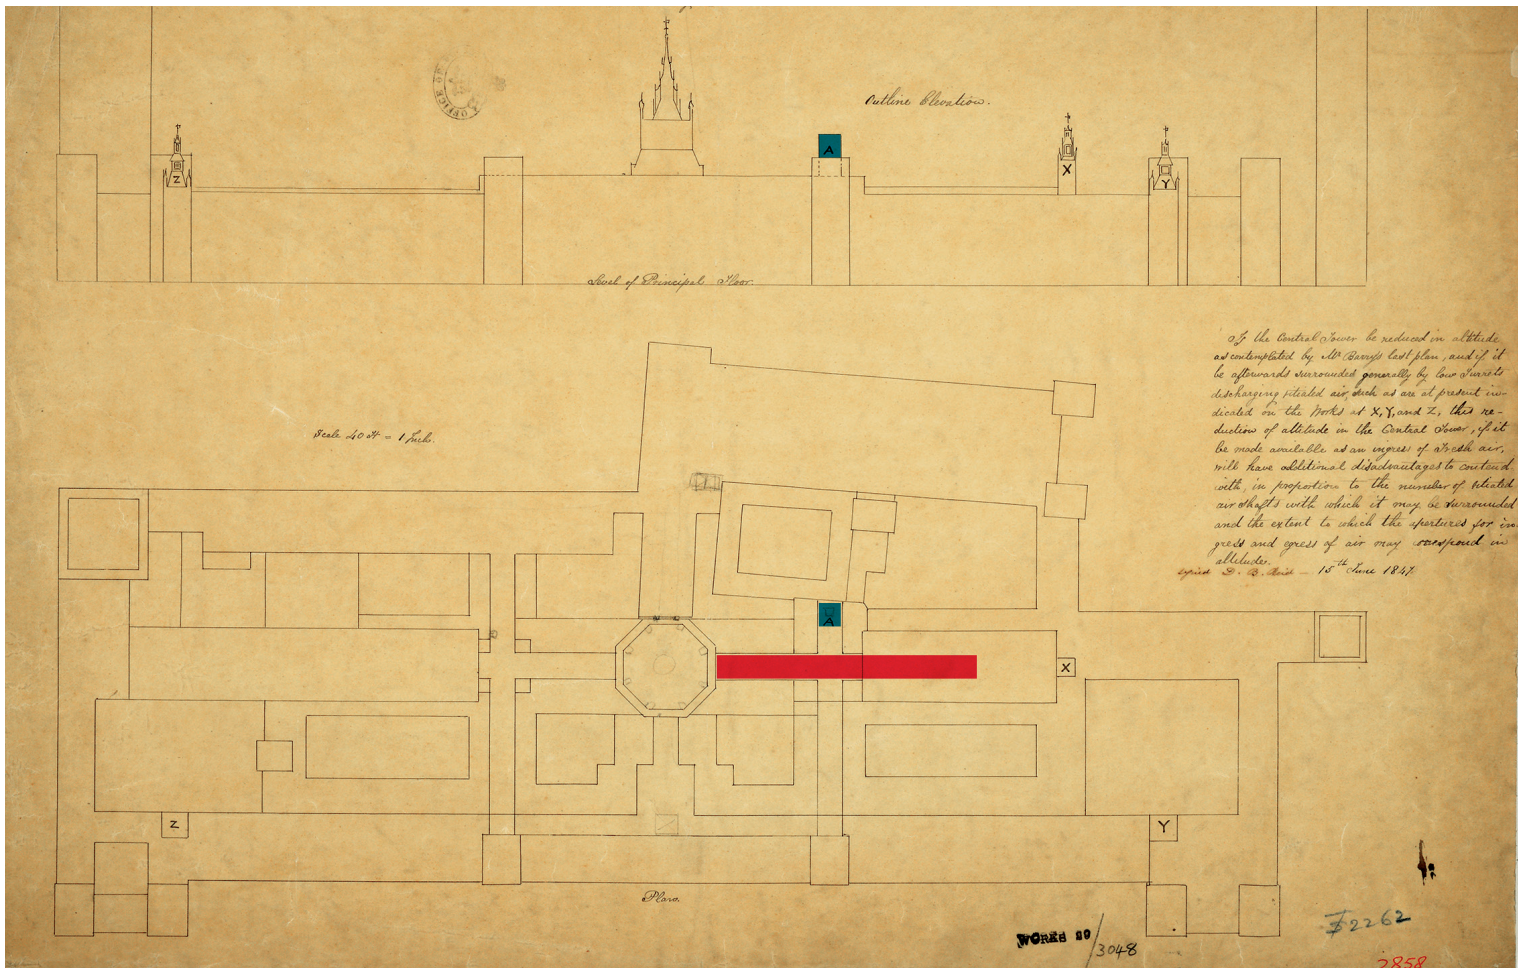 OFFICE OF
Outline Elevation.
A
Z
X
Y
Level of Principal Floor.
If the Central Tower be reduced in altitude
as contemplated by Mr Barry's last plan, and if it
be afterwards surrounded generally by low Turrets
discharging vitiated air, such as are at present in-
dicated on the Works at X, Y, and Z, this re-
duction of altitude in the Central Tower, if it
be made available as an ingress of Fresh air,
will have additional disadvantages to contend
with, in proportion to the number of vitiated
air shafts with which it may be surrounded
and the extent to which the apertures for in-
gress and egress of air may correspond in
altitude.
signed D. B. Reid — 15th June 1847.
Scale 40 ft = 1 Inch.
A
X
Z
Y
Plan.
WORKS 29/3048
2262
2858